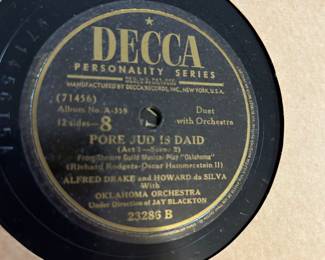 DECCA
PERSONALITY SERIES
MANUFACTURED BY DECCA RECORDS, INC., NEW YORK, U.S.A.
(71456)
Album No. A-359
12 sides-8
Duet
with Orchestra
PORE JUD IS DAID
(Act 1-Scene 2)
From Theatre Guild Musical Play "Oklahoma"
(Richard Rodgers-Oscar Hammerstein II)
ALFRED DRAKE and HOWARD da SILVA
With
OKLAHOMA ORCHESTRA
Under Direction of JAY BLACKTON
23286 B